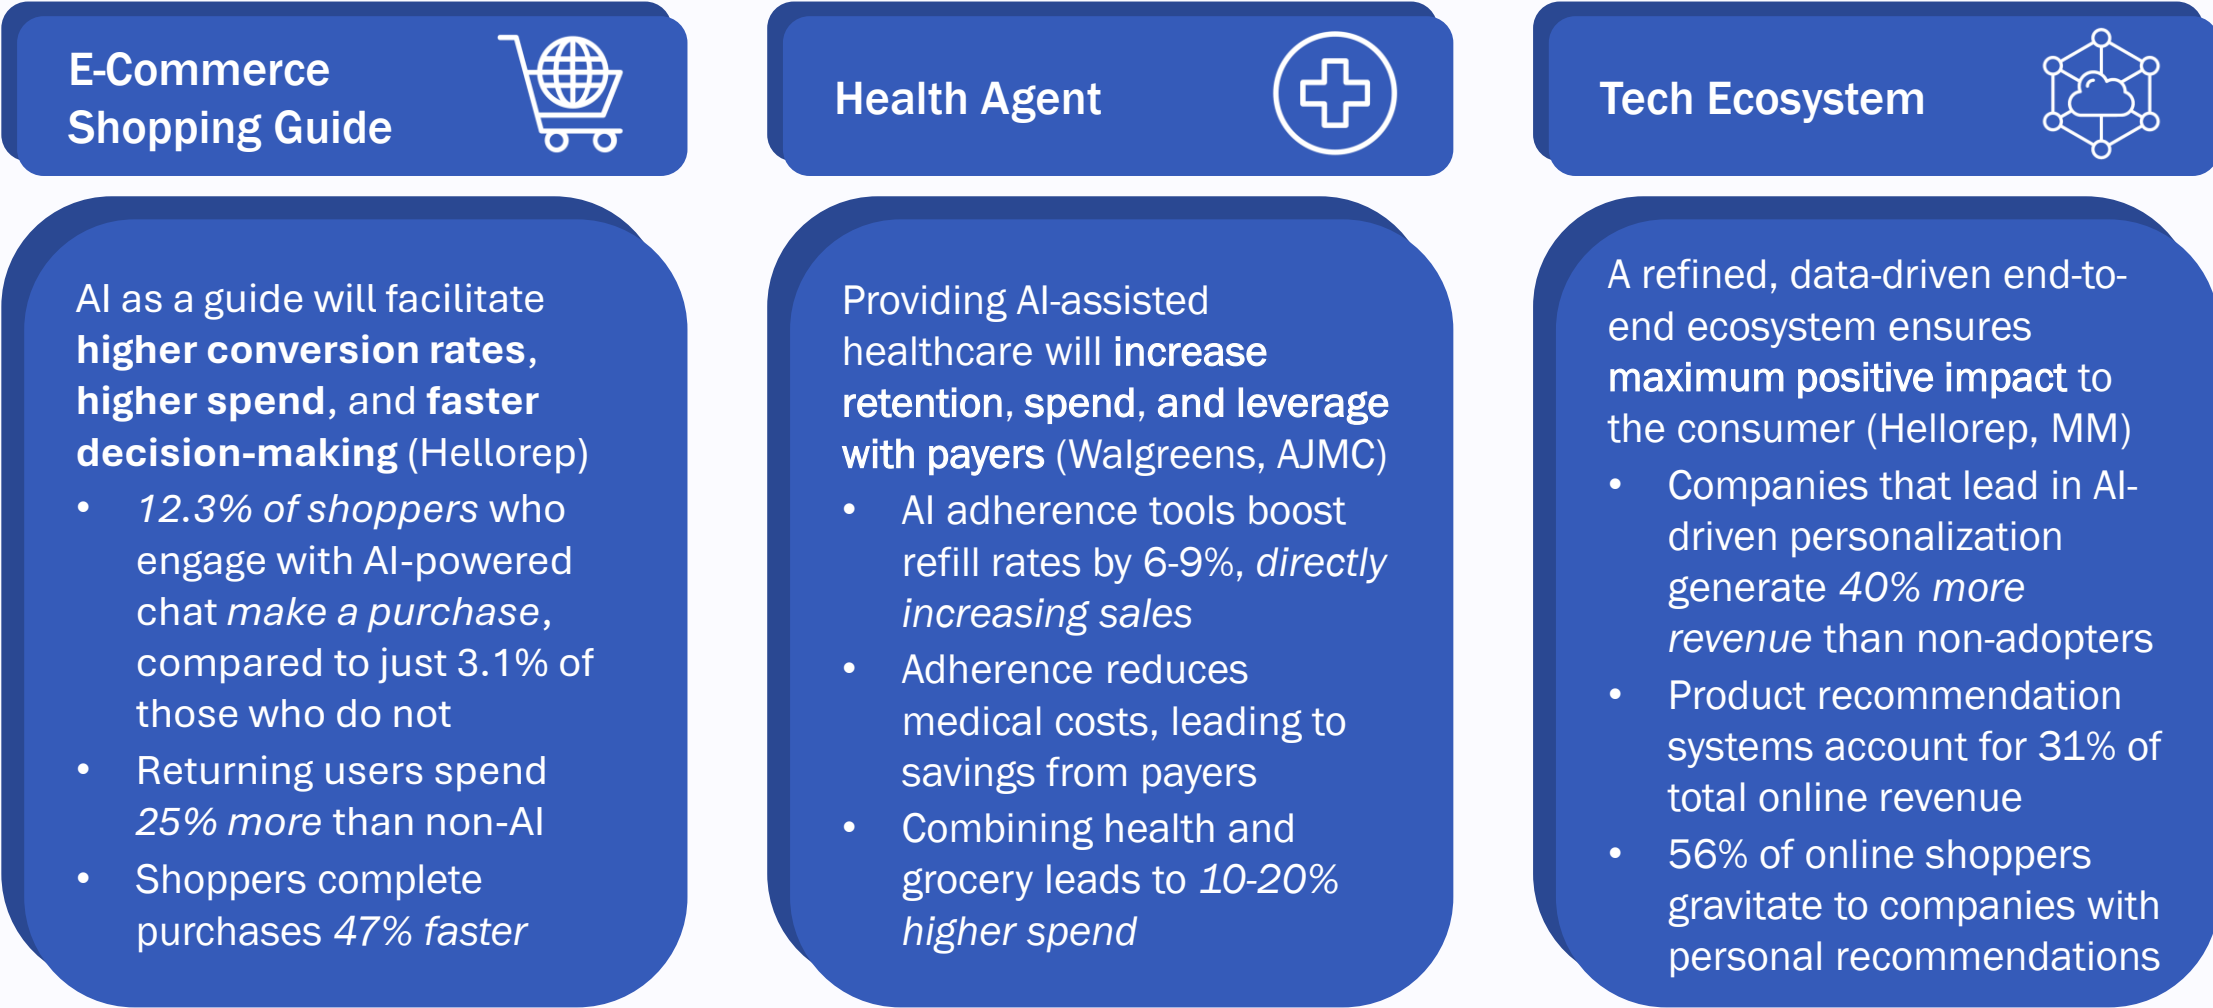 E-Commerce
Shopping Guide
AI as a guide will facilitate
higher conversion rates,
higher spend, and faster
decision-making (Hellorep)
• 12.3% of shoppers who
engage with AI-powered
chat make a purchase,
compared to just 3.1% of
those who do not
• Returning users spend
25% more than non-AI
• Shoppers complete
purchases 47% faster
Health Agent
Providing AI-assisted
healthcare will increase
retention, spend, and leverage
with payers (Walgreens, AJMC)
• AI adherence tools boost
refill rates by 6-9%, directly
increasing sales
• Adherence reduces
medical costs, leading to
savings from payers
• Combining health and
grocery leads to 10-20%
higher spend
Tech Ecosystem
A refined, data-driven end-to-
end ecosystem ensures
maximum positive impact to
the consumer (Hellorep, MM)
• Companies that lead in AI-
driven personalization
generate 40% more
revenue than non-adopters
• Product recommendation
systems account for 31% of
total online revenue
• 56% of online shoppers
gravitate to companies with
personal recommendations